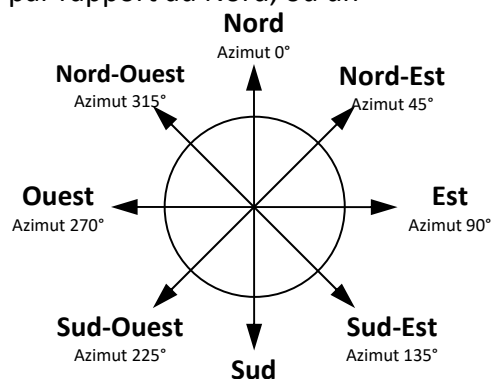 par rapport au Nord, ou un
Nord
Azimut 0°
Nord-Ouest
Azimut 315°
Nord-Est
Azimut 45°
Ouest
Azimut 270°
Est
Azimut 90°
Sud-Ouest
Azimut 225°
Sud-Est
Azimut 135°
Sud